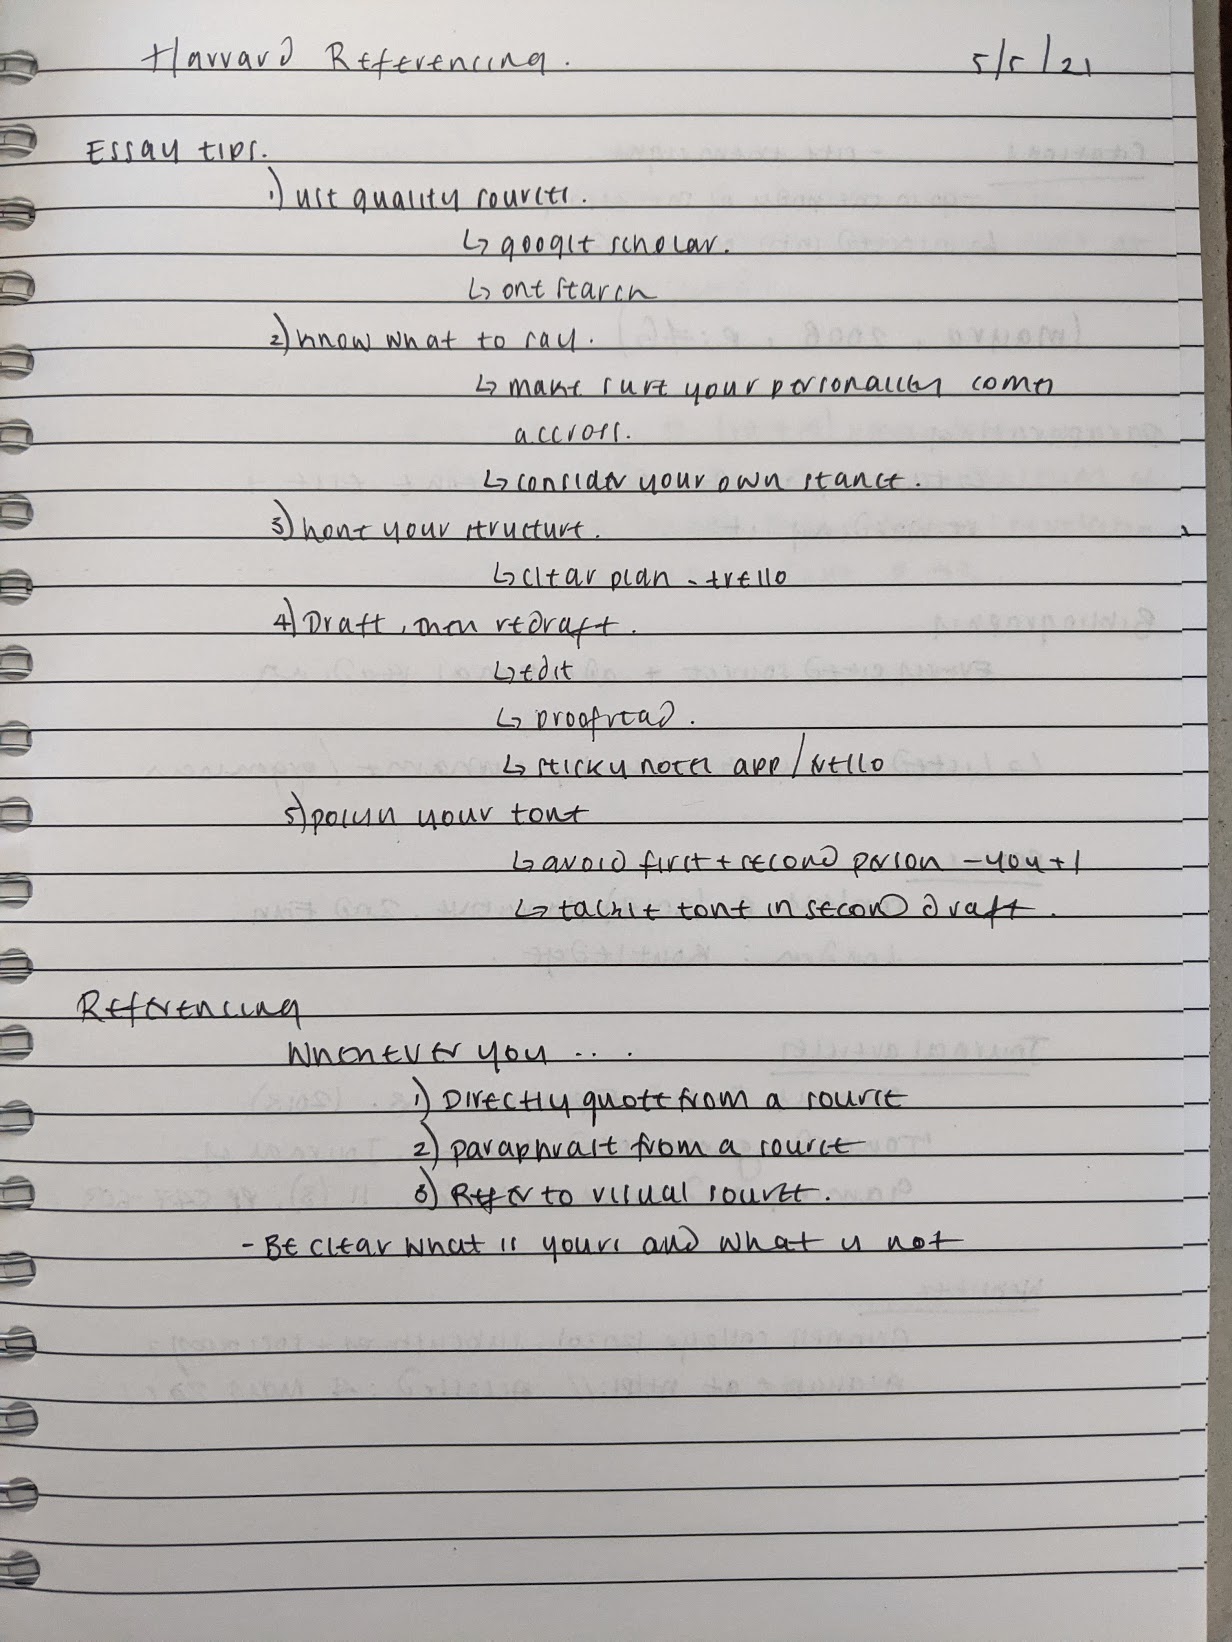 Harvard Referencing. 5/5/21
Essay tips.
1) use quality sources.
↳ google scholar.
↳ one search
2) know what to say.
↳ make sure your personality comes
accross.
↳ consider your own stance.
3) hone your structure.
↳ clear plan - trello
4) Draft, then redraft.
↳ edit
↳ proofread.
↳ sticky notes app / trello
5) polish your tone
↳ avoid first + second person - you + I
↳ tackle tone in second draft.
Referencing
Whenever you ...
1) Directly quote from a source
2) paraphrase from a source
3) Refer to visual source.
- Be clear what is yours and what is not